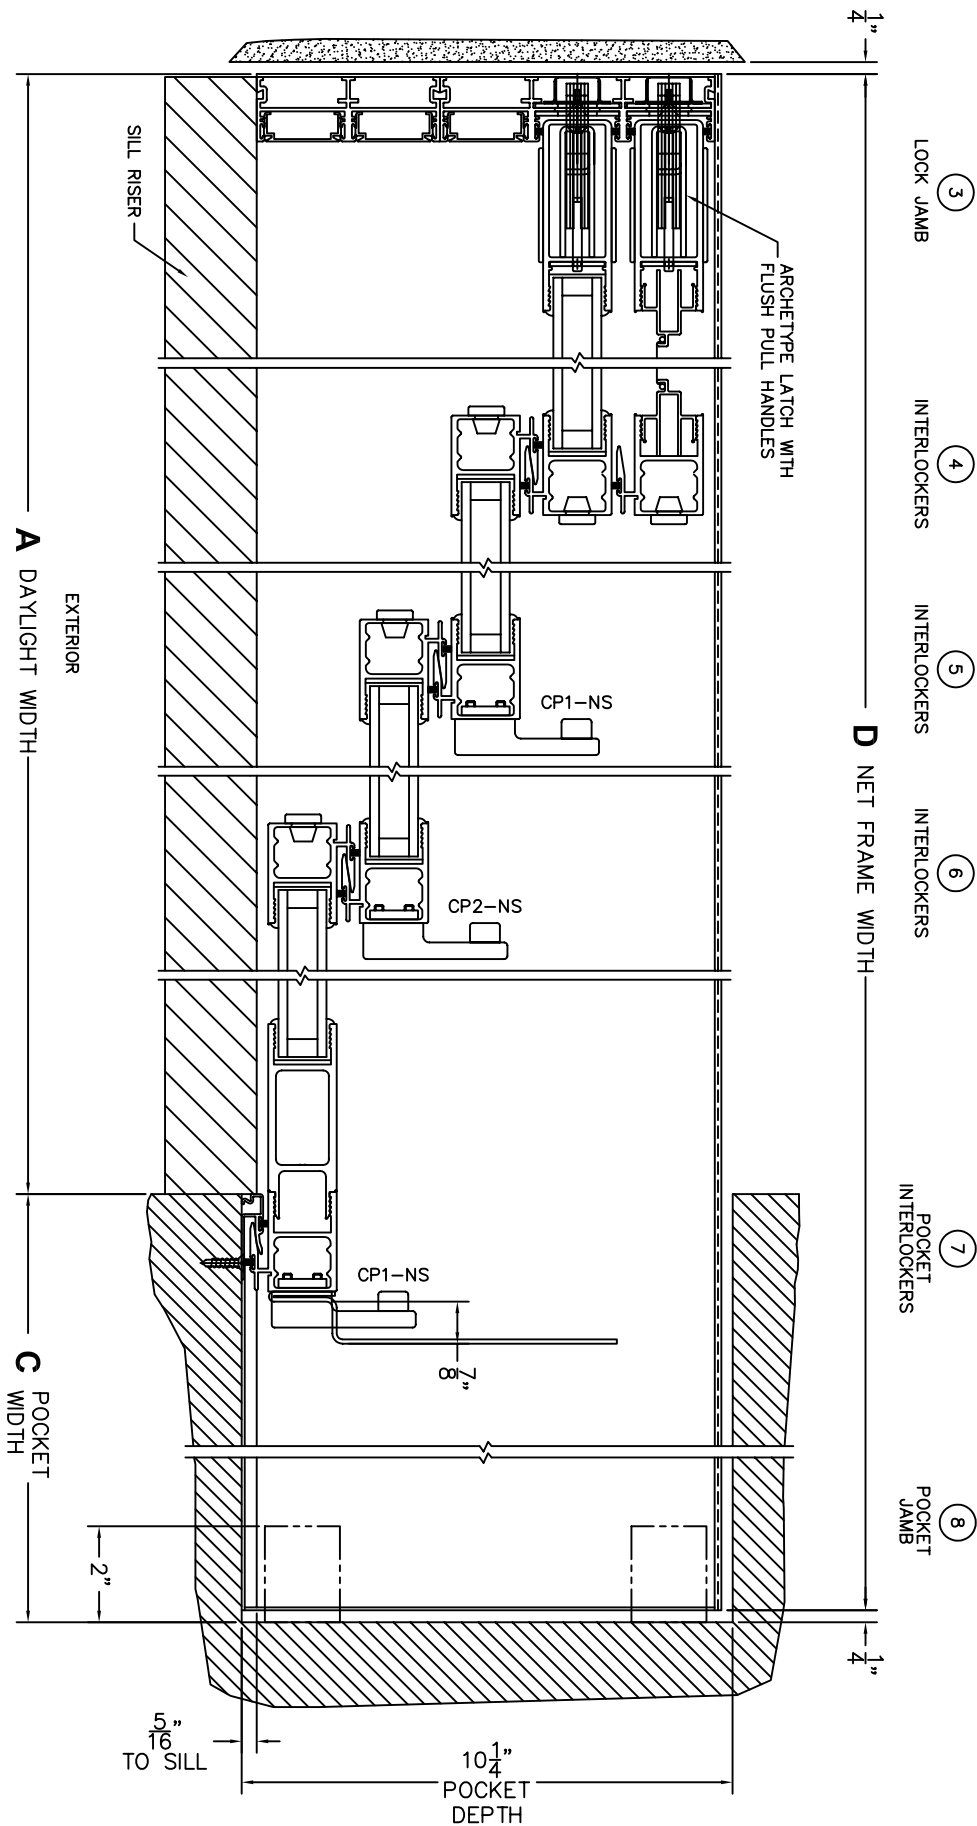 1/4"
3
LOCK JAMB
4
INTERLOCKERS
5
INTERLOCKERS
6
INTERLOCKERS
7
POCKET
INTERLOCKERS
8
POCKET
JAMB
D NET FRAME WIDTH
1/4"
ARCHETYPE LATCH WITH
FLUSH PULL HANDLES
SILL RISER
CP1-NS
CP2-NS
CP1-NS
7/8"
2"
EXTERIOR
A DAYLIGHT WIDTH
C POCKET
WIDTH
5/16"
TO SILL
10 1/4"
POCKET
DEPTH